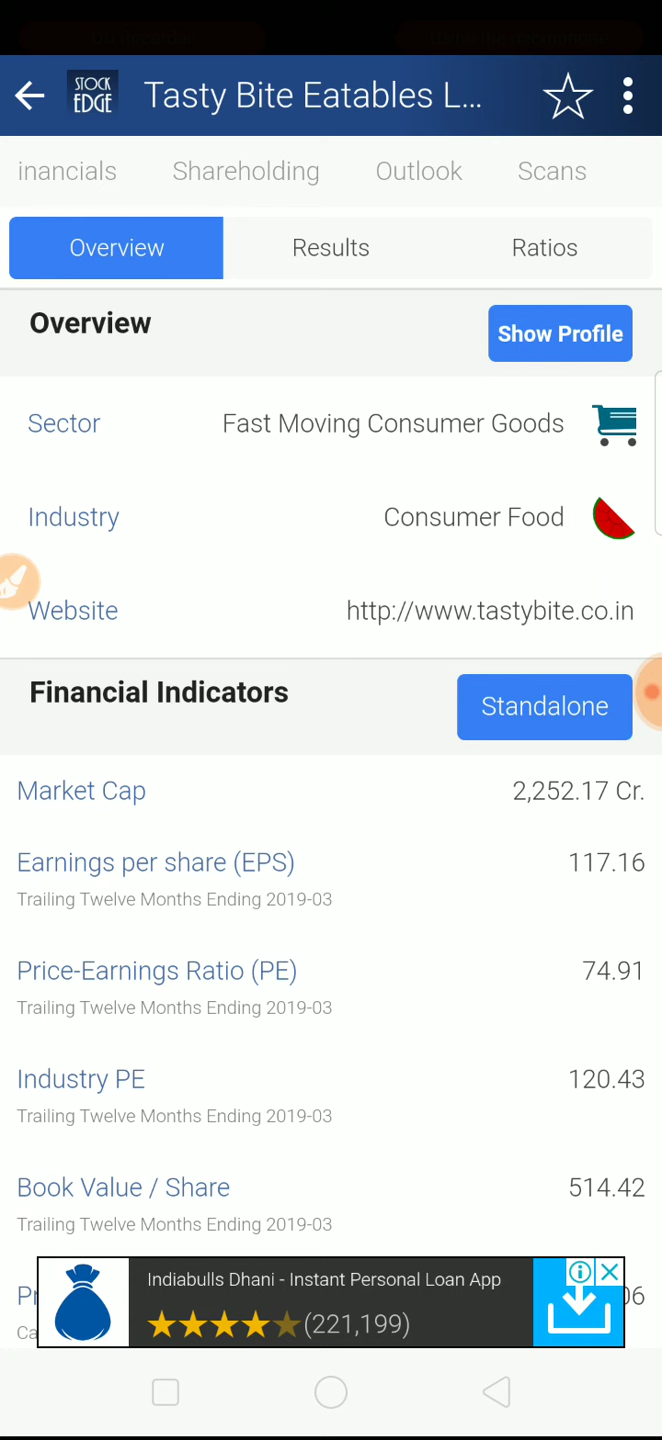 STOCK
EDGE
Tasty Bite Eatables L...
inancials Shareholding Outlook Scans
Overview Results Ratios
Overview
Show Profile
Sector Fast Moving Consumer Goods
Industry Consumer Food
Website http://www.tastybite.co.in
Financial Indicators
Standalone
Market Cap 2,252.17 Cr.
Earnings per share (EPS) 117.16
Trailing Twelve Months Ending 2019-03
Price-Earnings Ratio (PE) 74.91
Trailing Twelve Months Ending 2019-03
Industry PE 120.43
Trailing Twelve Months Ending 2019-03
Book Value / Share 514.42
Trailing Twelve Months Ending 2019-03
Indiabulls Dhani - Instant Personal Loan App
(221,199)